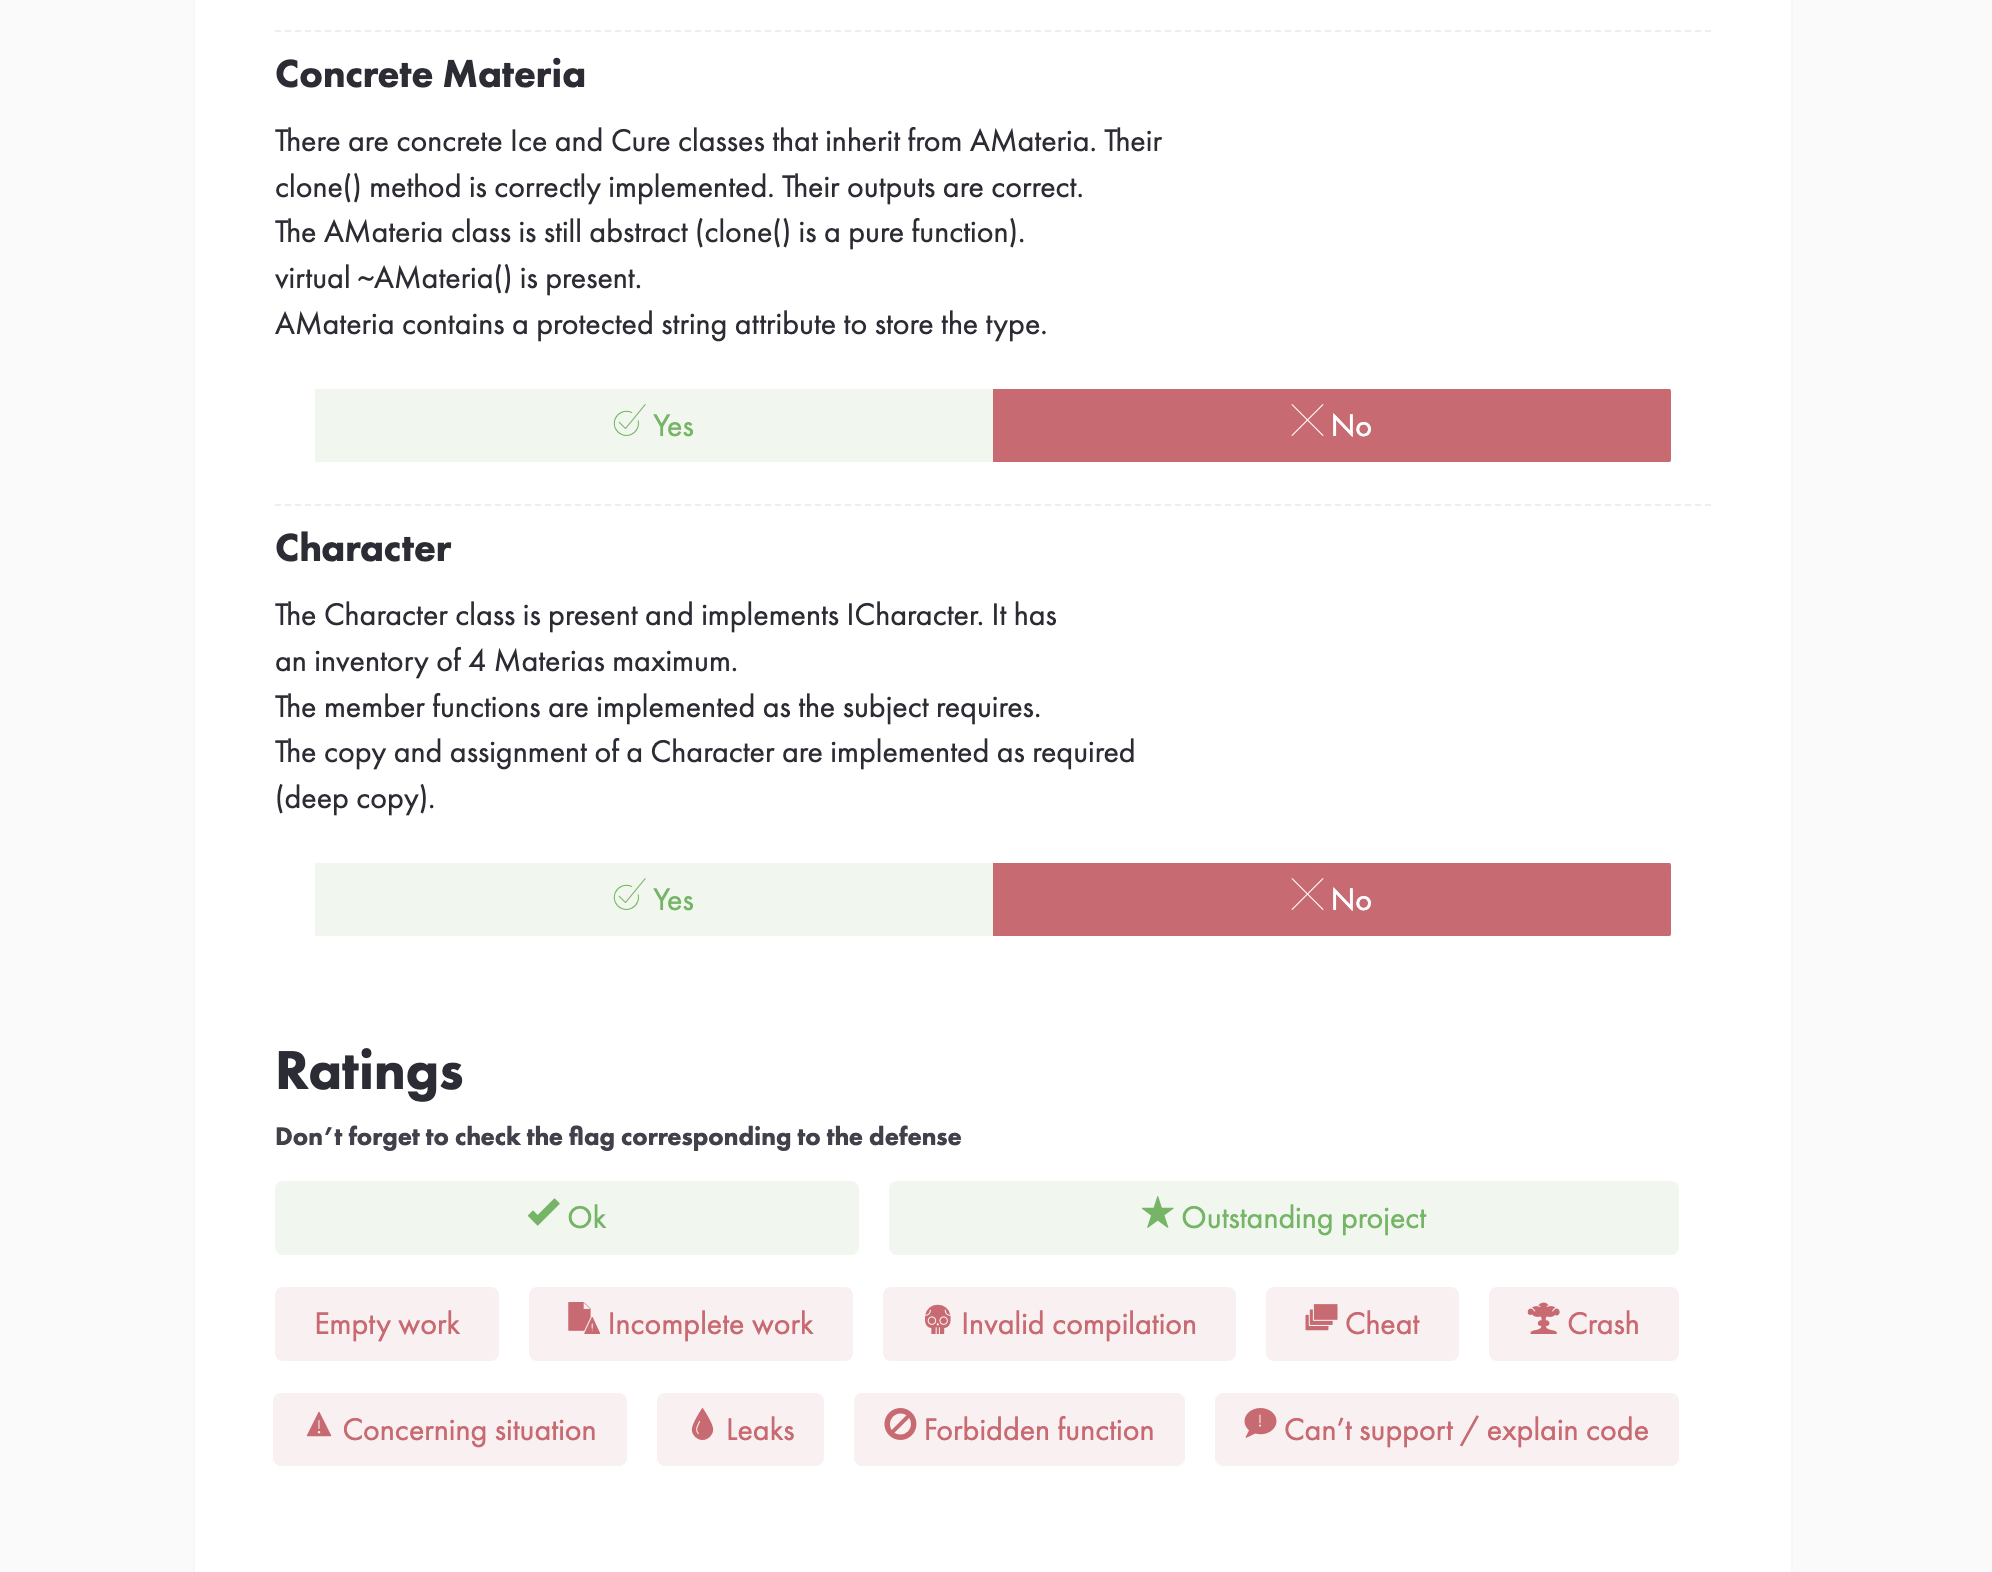 Concrete Materia
There are concrete Ice and Cure classes that inherit from AMateria. Their
clone() method is correctly implemented. Their outputs are correct.
The AMateria class is still abstract (clone() is a pure function).
virtual ~AMateria() is present.
AMateria contains a protected string attribute to store the type.
Yes No
Character
The Character class is present and implements ICharacter. It has
an inventory of 4 Materias maximum.
The member functions are implemented as the subject requires.
The copy and assignment of a Character are implemented as required
(deep copy).
Yes No
Ratings
Don’t forget to check the flag corresponding to the defense
Ok Outstanding project
Empty work Incomplete work Invalid compilation Cheat Crash
Concerning situation Leaks Forbidden function Can’t support / explain code